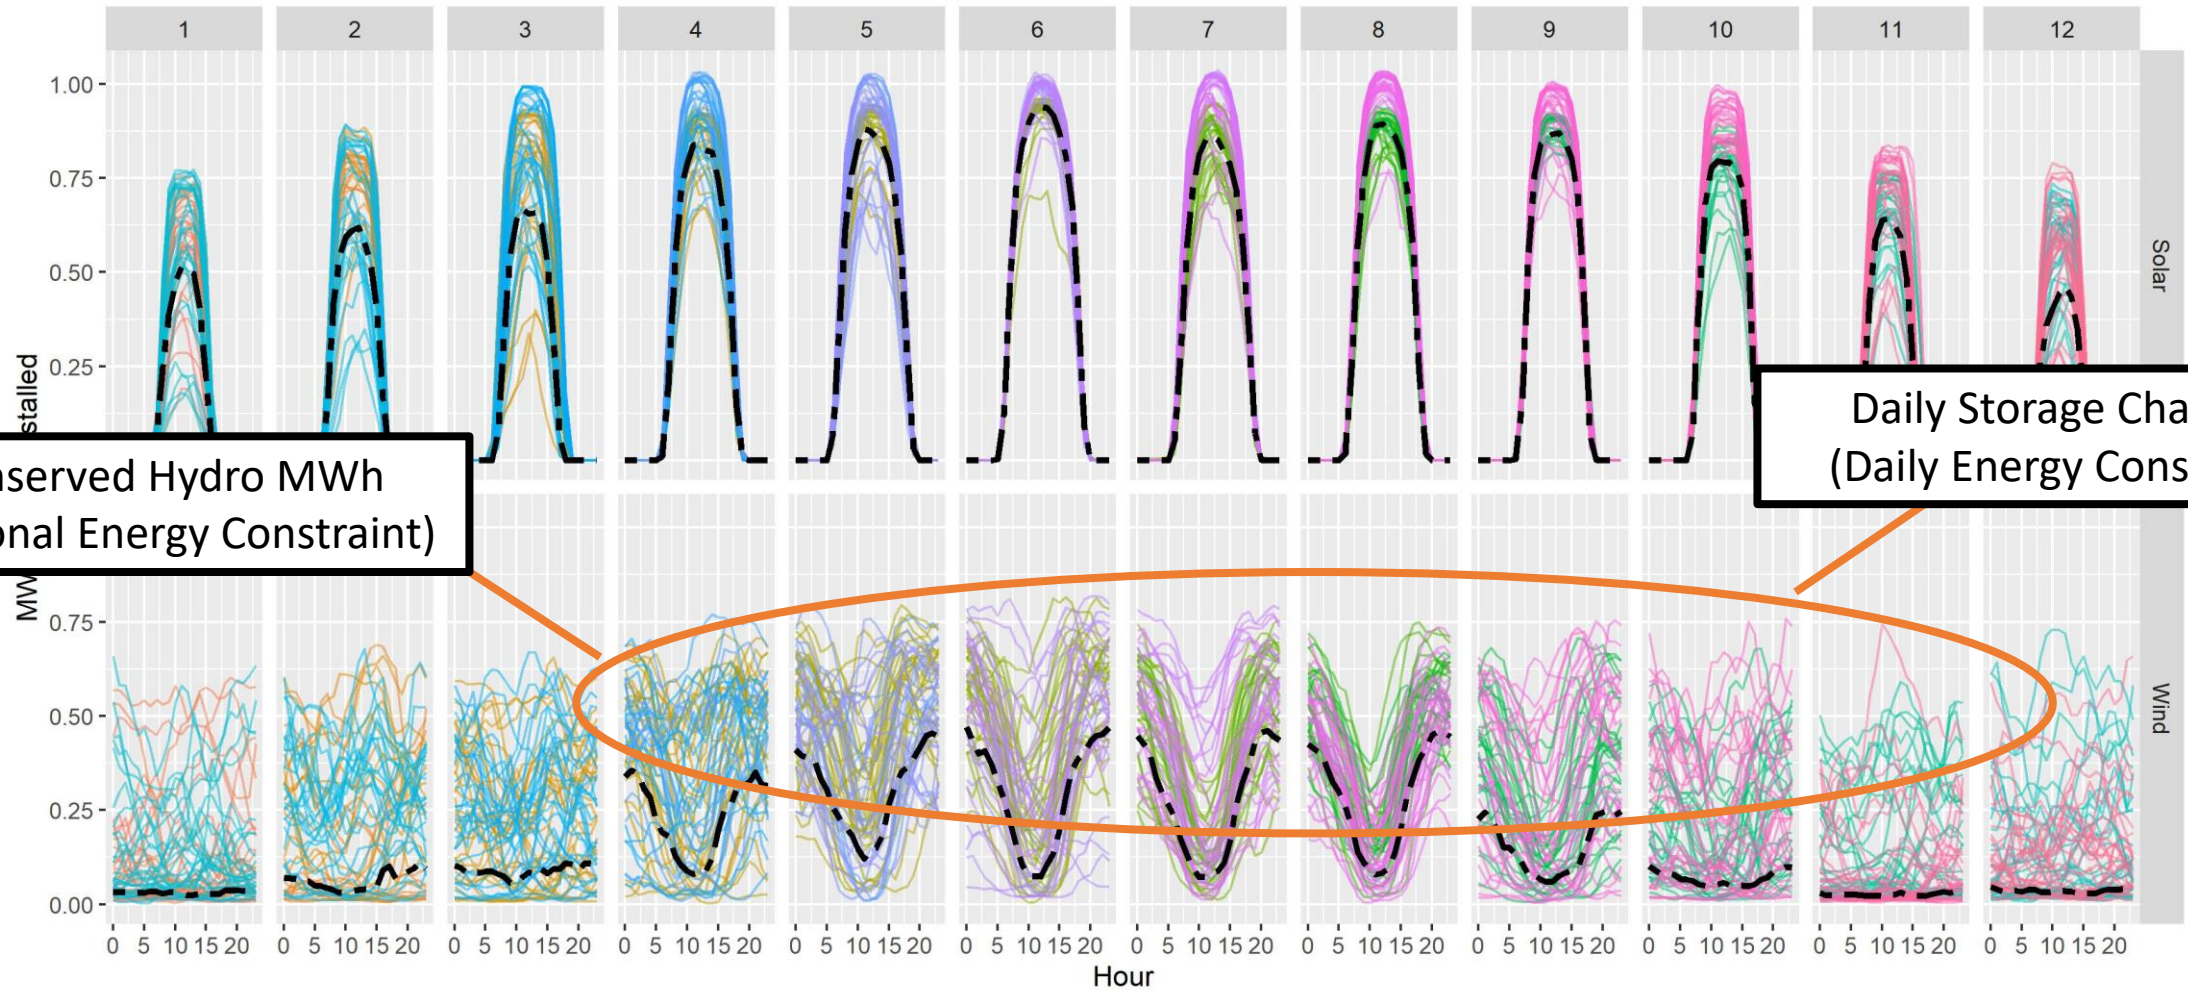 1 2 3 4 5 6 7 8 9 10 11 12
1.00
0.75
0.50
0.25
Solar
stalled
Daily Storage Cha
(Daily Energy Cons
nserved Hydro MWh
onal Energy Constraint)
MW
0.75
0.50
0.25
0.00
Wind
0 5 10 15 20 0 5 10 15 20 0 5 10 15 20 0 5 10 15 20 0 5 10 15 20 0 5 10 15 20 0 5 10 15 20 0 5 10 15 20 0 5 10 15 20 0 5 10 15 20 0 5 10 15 20 0 5 10 15 20
Hour